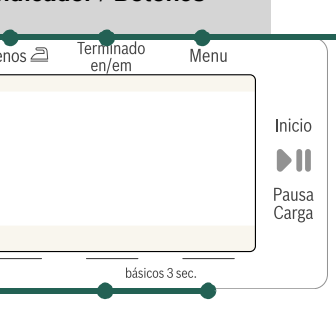 Terminado
en/em
Menu
Inicio
Pausa
Carga
básicos 3 sec.